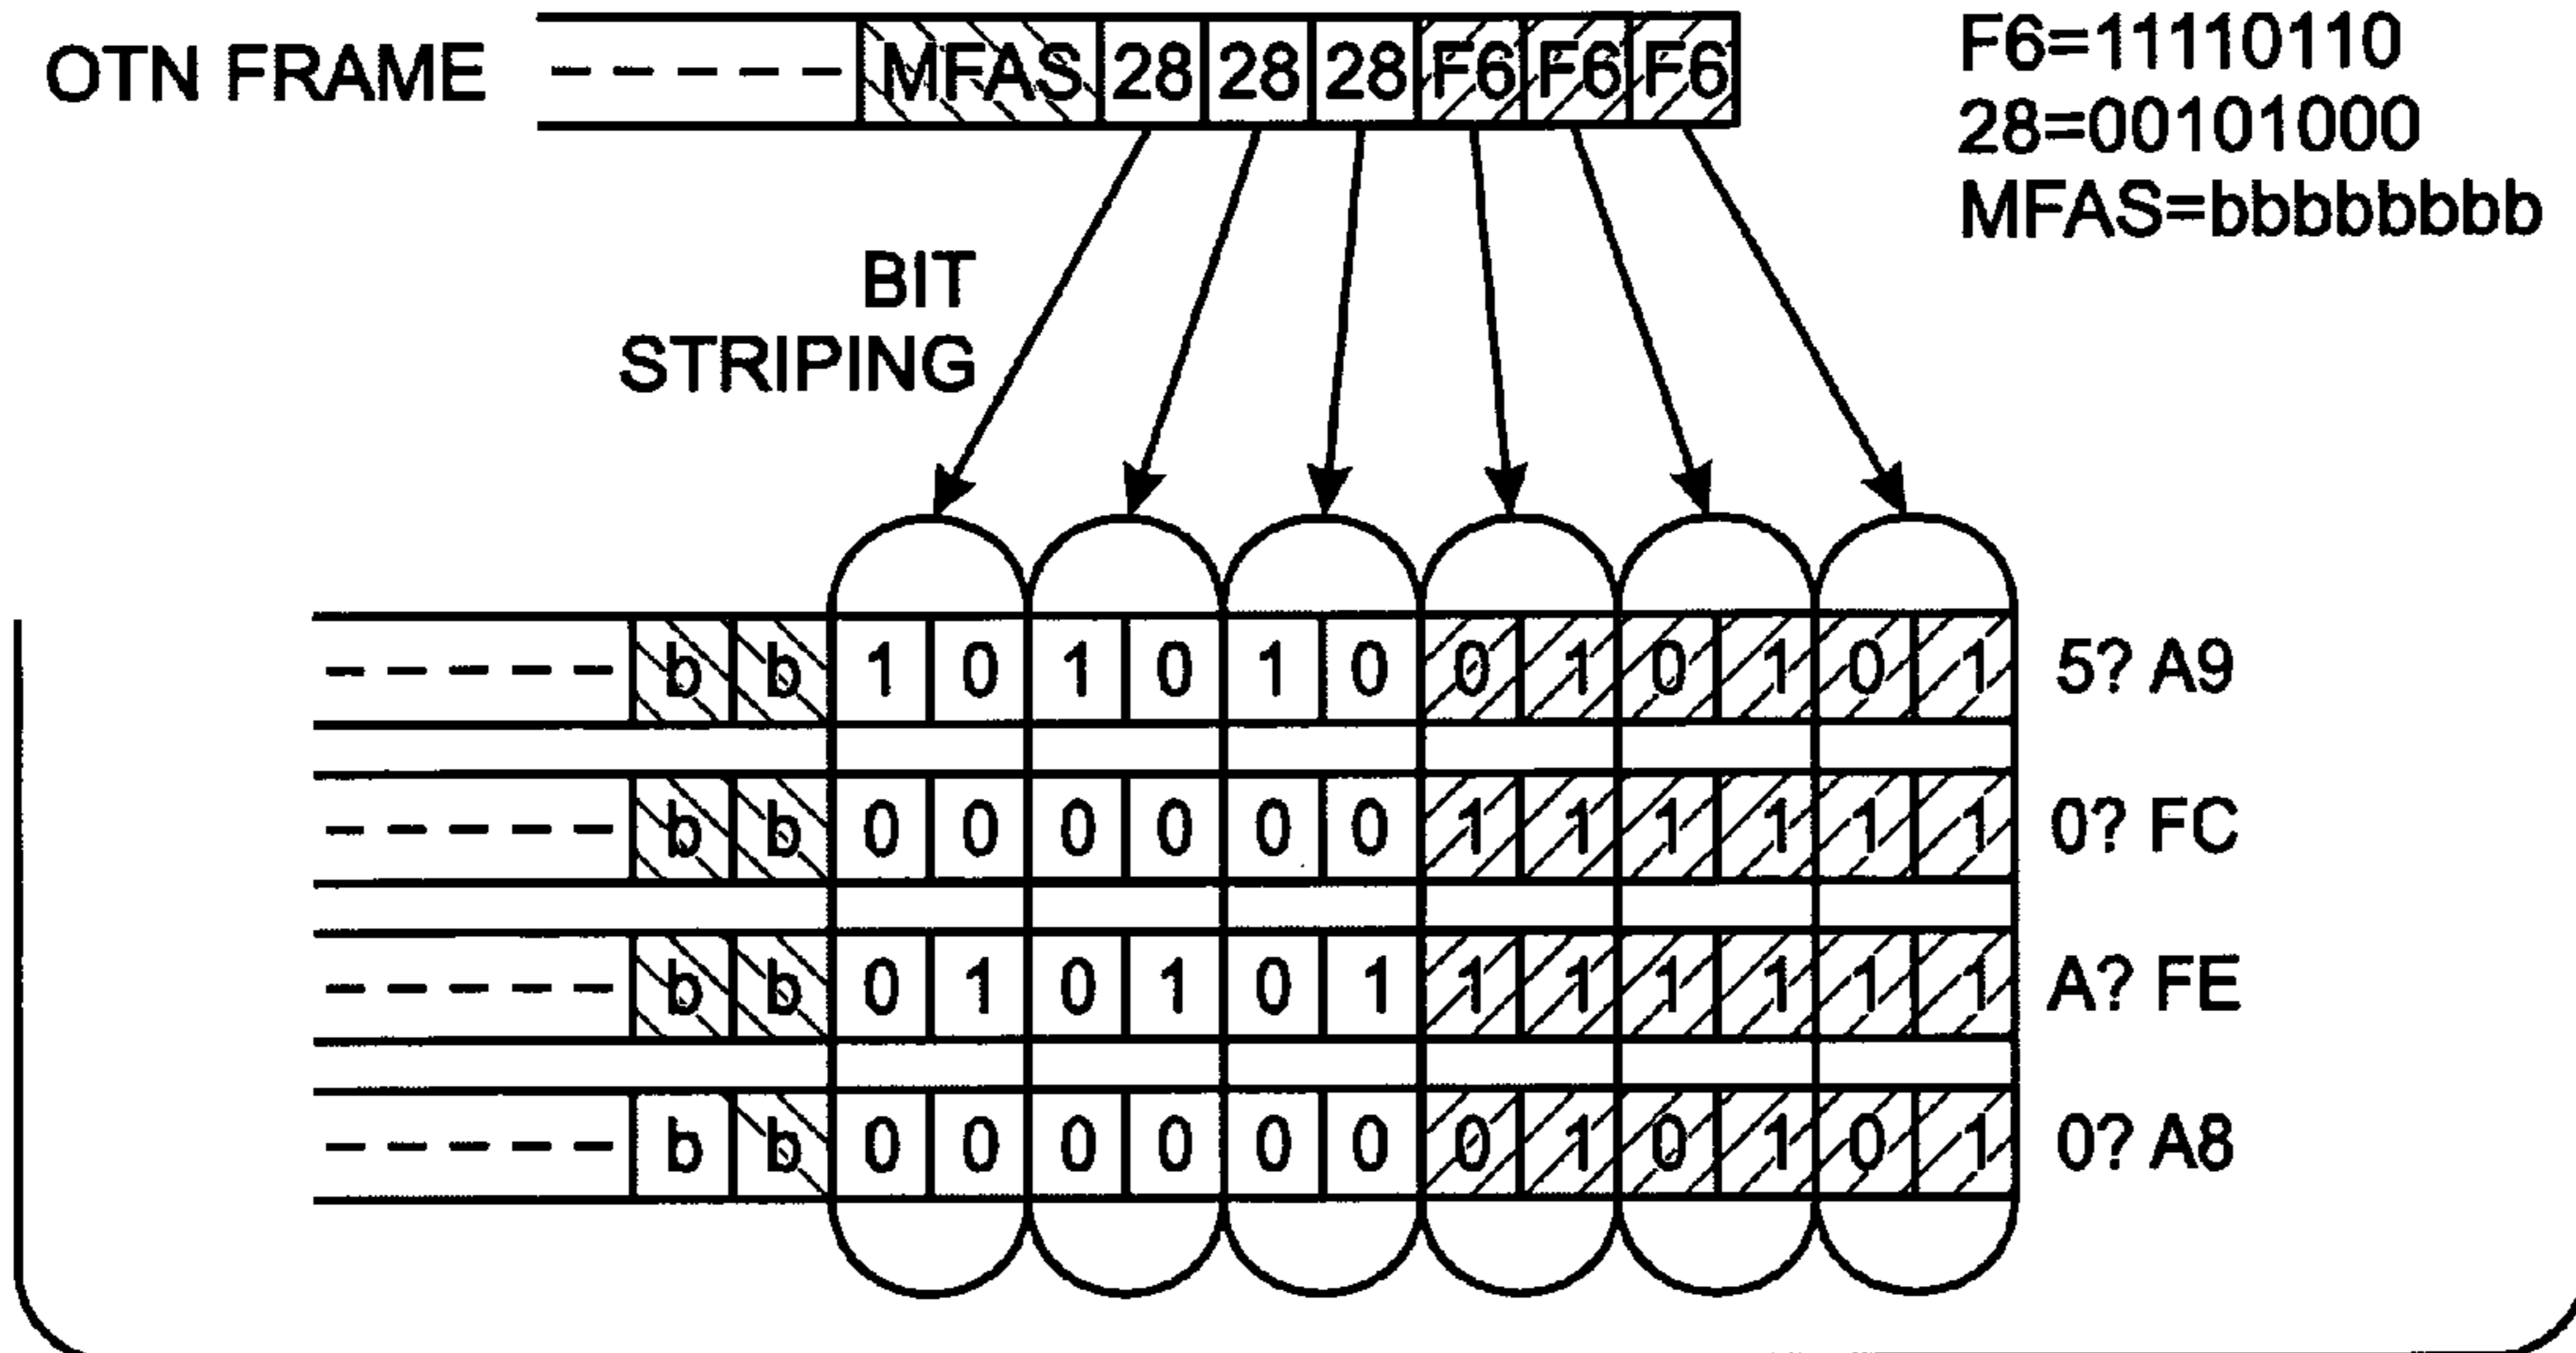 OTN FRAME MFAS 28 28 28 F6 F6 F6
F6=11110110
28=00101000
MFAS=bbbbbbbb
BIT
STRIPING
b b 1 0 1 0 1 0 0 1 0 1 0 1 5? A9
b b 0 0 0 0 0 0 1 1 1 1 1 1 0? FC
b b 0 1 0 1 0 1 1 1 1 1 1 1 A? FE
b b 0 0 0 0 0 0 0 1 0 1 0 1 0? A8